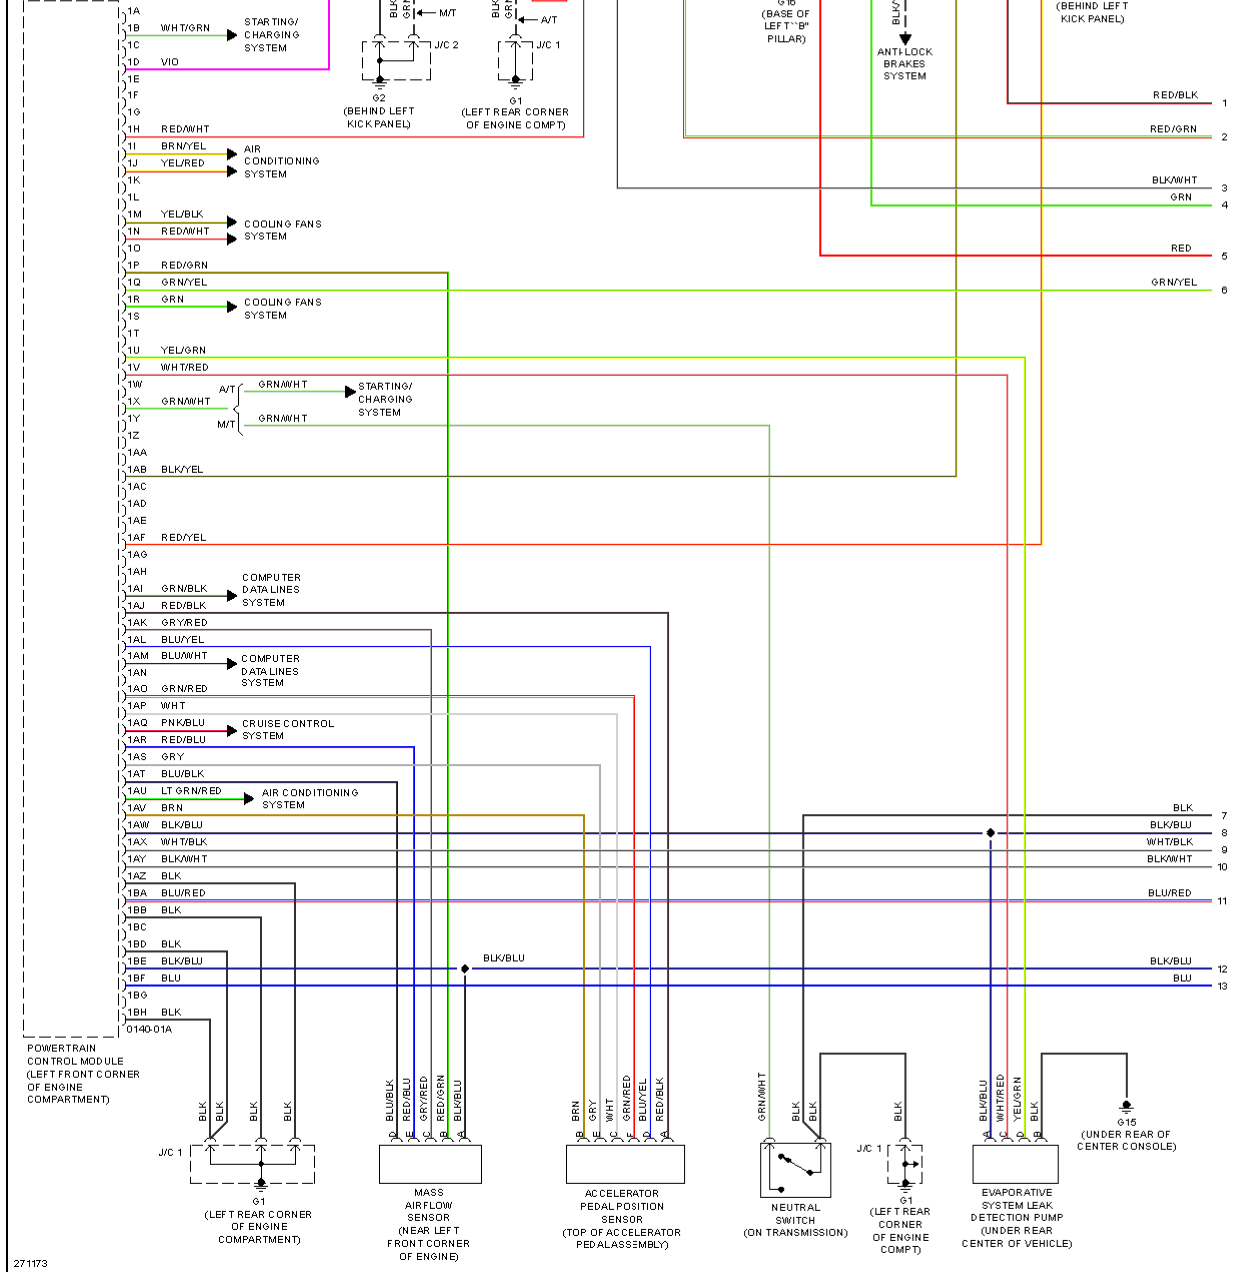 1A
1B WHT/GRN
STARTING/
CHARGING
SYSTEM
1C
1D VIO
1E
1F
1G
1H RED/WHT
1I BRN/YEL
1J YEL/RED
AIR
CONDITIONING
SYSTEM
1K
1L
1M YEL/BLK
1N RED/WHT
COOLING FANS
SYSTEM
1O
1P RED/GRN
1Q GRN/YEL
1R GRN
COOLING FANS
SYSTEM
1S
1T
1U YEL/GRN
1V WHT/RED
1W
1X GRN/WHT
A/T GRN/WHT
STARTING/
CHARGING
SYSTEM
M/T GRN/WHT
1Y
1Z
1AA
1AB BLK/YEL
1AC
1AD
1AE
1AF RED/YEL
1AG
1AH
1AI GRN/BLK
COMPUTER
DATA LINES
SYSTEM
1AJ RED/BLK
1AK GRY/RED
1AL BLU/YEL
1AM BLU/WHT
COMPUTER
DATA LINES
SYSTEM
1AN
1AO GRN/RED
1AP WHT
1AQ PNK/BLU
CRUISE CONTROL
SYSTEM
1AR RED/BLU
1AS GRY
1AT BLU/BLK
1AU LT GRN/RED
AIR CONDITIONING
SYSTEM
1AV BRN
1AW BLK/BLU
1AX WHT/BLK
1AY BLK/WHT
1AZ BLK
1BA BLU/RED
1BB BLK
1BC
1BD BLK
1BE BLK/BLU
1BF BLU
1BG
1BH BLK
0140-01A
POWERTRAIN
CONTROL MODULE
(LEFT FRONT CORNER
OF ENGINE
COMPARTMENT)
BLK
GRN
M/T
J/C 2
G2
(BEHIND LEFT
KICK PANEL)
BLK
GRN
A/T
J/C 1
G1
(LEFT REAR CORNER
OF ENGINE COMPT)
G16
(BASE OF
LEFT "B"
PILLAR)
BLK/
ANTI-LOCK
BRAKES
SYSTEM
(BEHIND LEFT
KICK PANEL)
RED/BLK 1
RED/GRN 2
BLK/WHT 3
GRN 4
RED 5
GRN/YEL 6
BLK 7
BLK/BLU 8
WHT/BLK 9
BLK/WHT 10
BLU/RED 11
BLK/BLU
BLK/BLU 12
BLU 13
BLK
BLK
BLK
BLK
J/C 1
G1
(LEFT REAR CORNER
OF ENGINE
COMPARTMENT)
BLU/BLK D
RED/BLU E
GRY/RED C
RED/GRN B
BLK/BLU A
MASS
AIRFLOW
SENSOR
(NEAR LEFT
FRONT CORNER
OF ENGINE)
BRN B
GRY E
WHT C
GRN/RED F
BLU/YEL D
RED/BLK A
ACCELERATOR
PEDAL POSITION
SENSOR
(TOP OF ACCELERATOR
PEDAL ASSEMBLY)
GRN/WHT
BLK
BLK
NEUTRAL
SWITCH
(ON TRANSMISSION)
BLK
J/C 1
G1
(LEFT REAR
CORNER
OF ENGINE
COMPT)
BLK/BLU A
WHT/RED C
YEL/GRN D
BLK B
EVAPORATIVE
SYSTEM LEAK
DETECTION PUMP
(UNDER REAR
CENTER OF VEHICLE)
G15
(UNDER REAR OF
CENTER CONSOLE)
271173